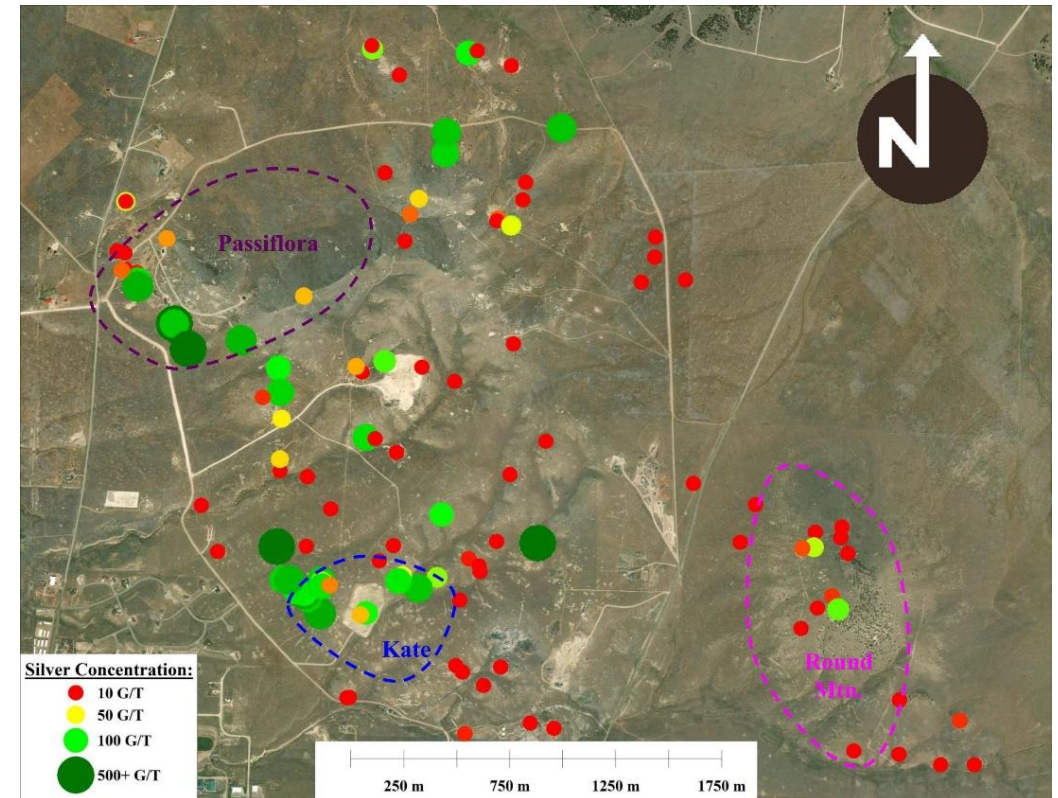 N
Passiflora
Kate
Round
Mtn.
Silver Concentration:
10 G/T
50 G/T
100 G/T
500+ G/T
250 m 750 m 1250 m 1750 m